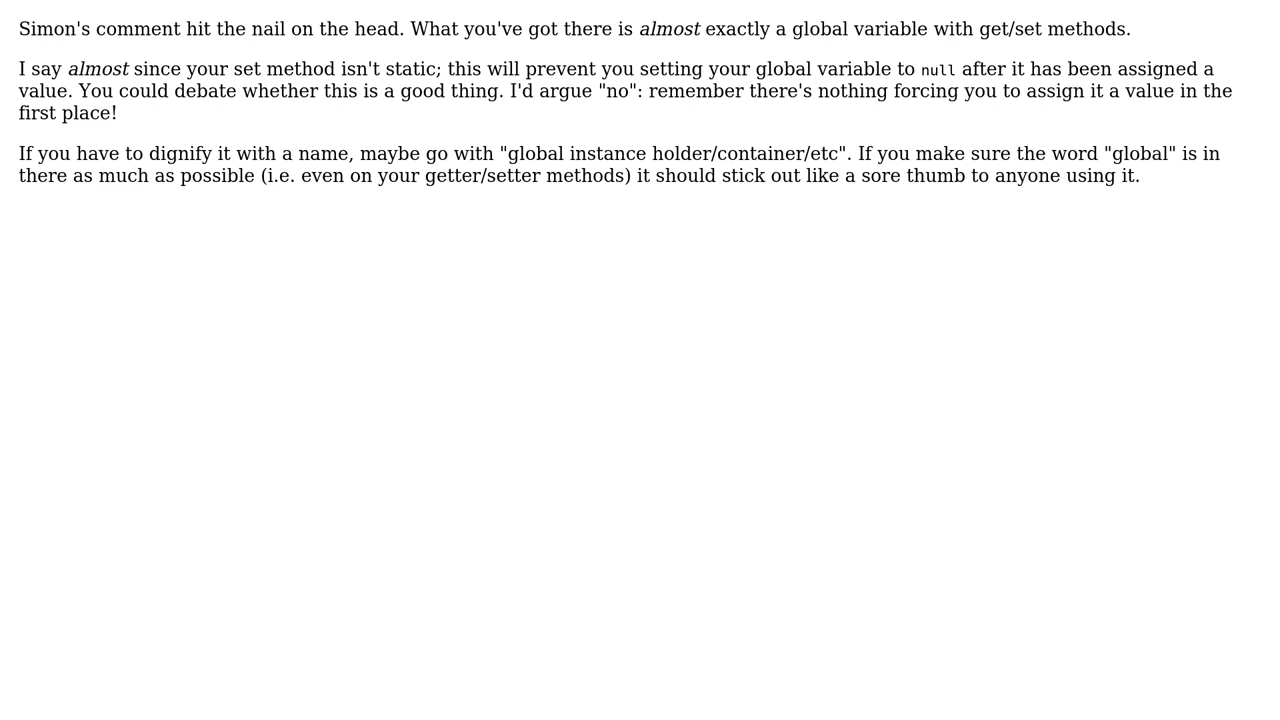 Simon's comment hit the nail on the head. What you've got there is almost exactly a global variable with get/set methods.
I say almost since your set method isn't static; this will prevent you setting your global variable to null after it has been assigned a
value. You could debate whether this is a good thing. I'd argue "no": remember there's nothing forcing you to assign it a value in the
first place!
If you have to dignify it with a name, maybe go with "global instance holder/container/etc". If you make sure the word "global" is in
there as much as possible (i.e. even on your getter/setter methods) it should stick out like a sore thumb to anyone using it.